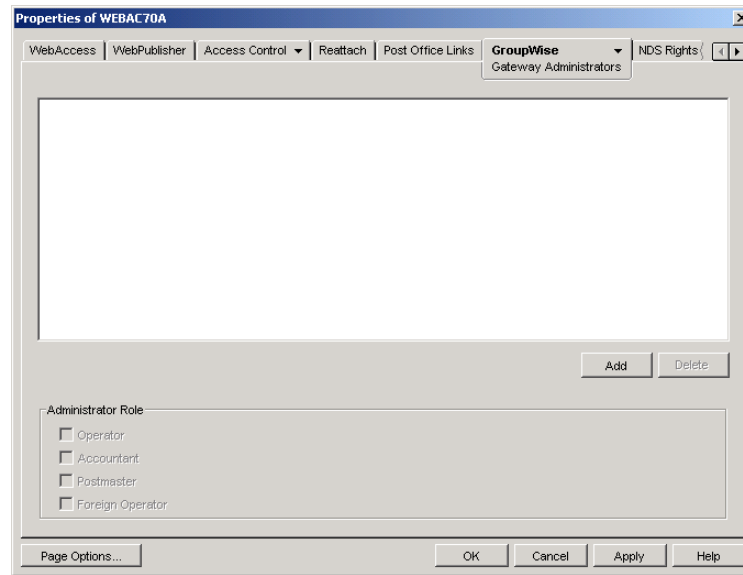 Properties of WEBAC70A
WebAccess WebPublisher Access Control Reattach Post Office Links GroupWise NDS Rights
Gateway Administrators
Add Delete
Administrator Role
Operator
Accountant
Postmaster
Foreign Operator
Page Options... OK Cancel Apply Help